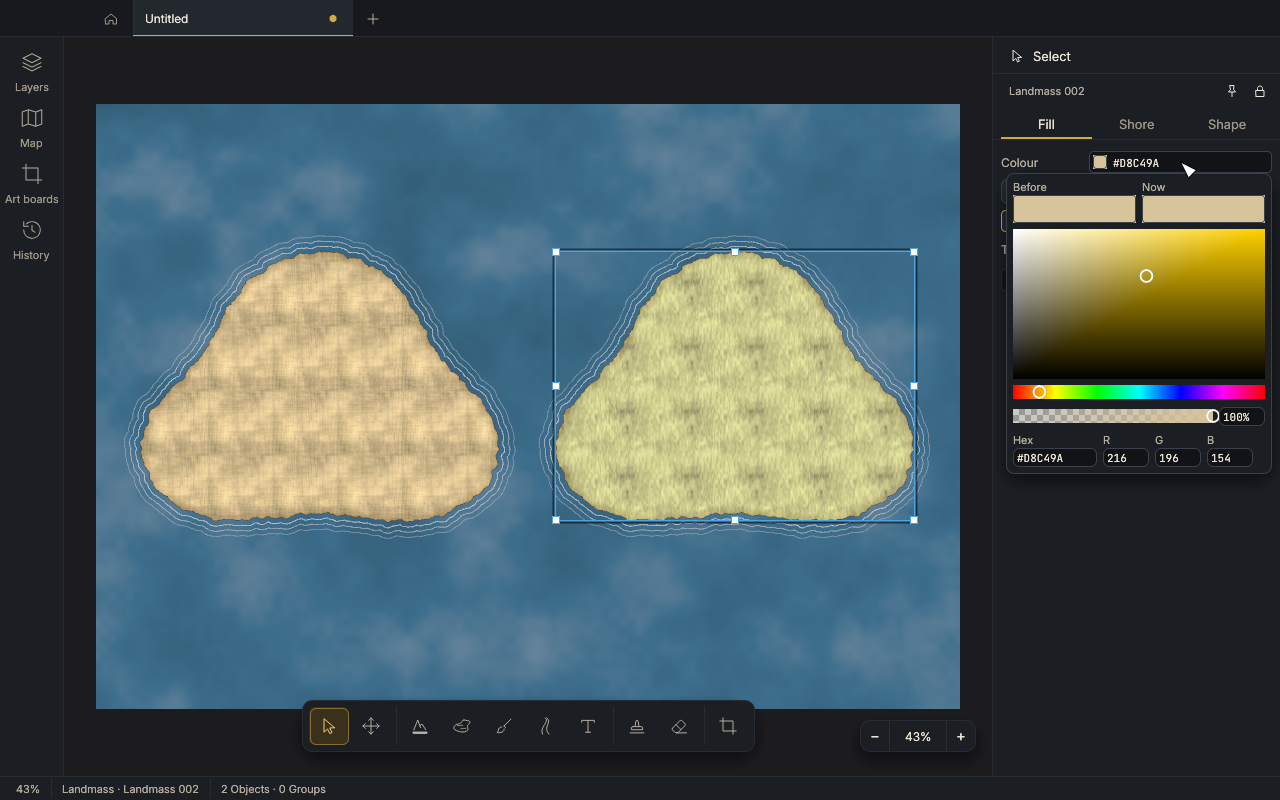 Untitled
Layers
Map
Art boards
History
Select
Landmass 002
Fill Shore Shape
Colour #D8C49A
Before Now
100%
Hex R G B
#D8C49A 216 196 154
43%
43% Landmass · Landmass 002 2 Objects · 0 Groups